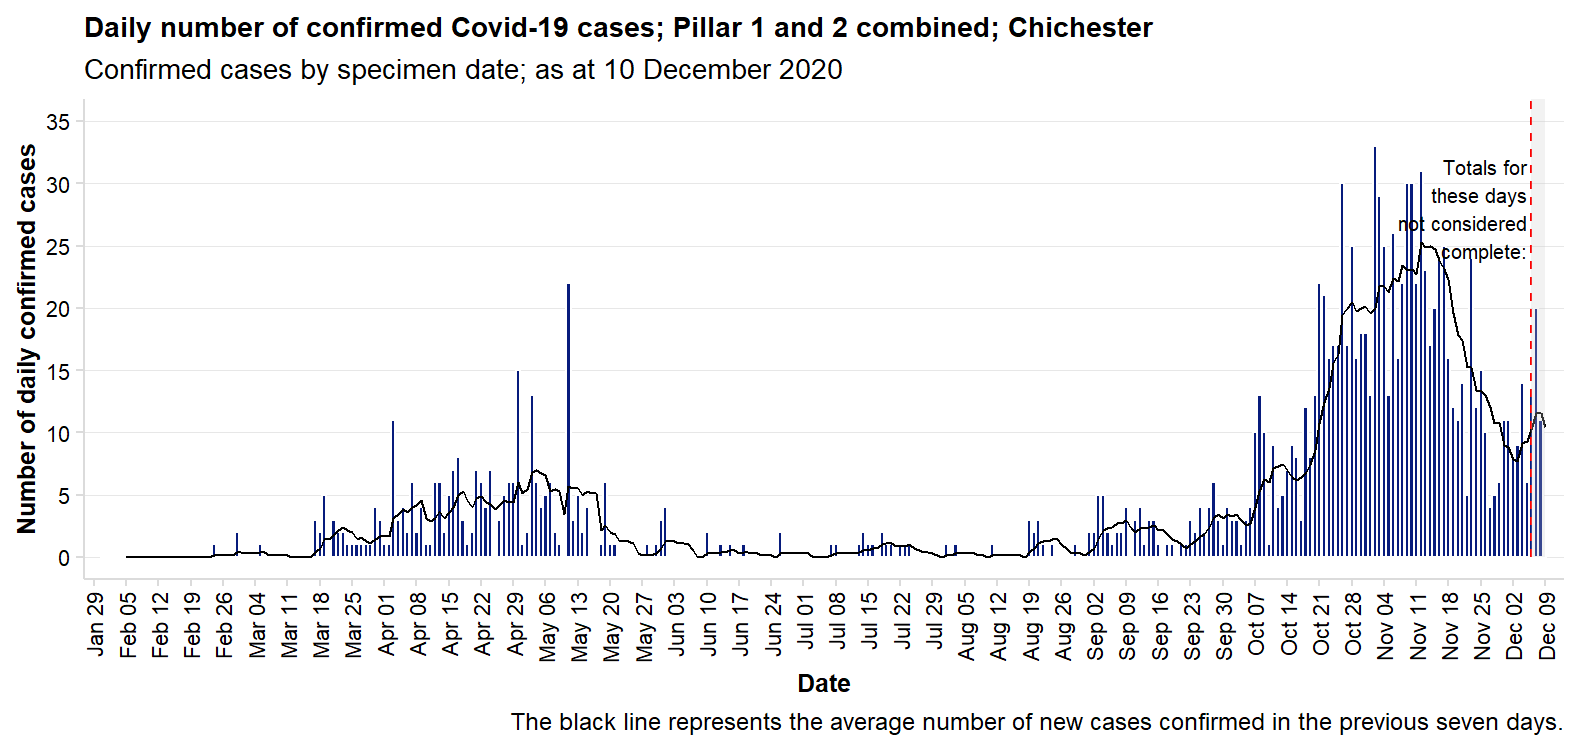 Daily number of confirmed Covid-19 cases; Pillar 1 and 2 combined; Chichester
Confirmed cases by specimen date; as at 10 December 2020
Number of daily confirmed cases
35
30
25
20
15
10
5
0
Totals for
these days
not considered
complete:
Jan 29
Feb 05
Feb 12
Feb 19
Feb 26
Mar 04
Mar 11
Mar 18
Mar 25
Apr 01
Apr 08
Apr 15
Apr 22
Apr 29
May 06
May 13
May 20
May 27
Jun 03
Jun 10
Jun 17
Jun 24
Jul 01
Jul 08
Jul 15
Jul 22
Jul 29
Aug 05
Aug 12
Aug 19
Aug 26
Sep 02
Sep 09
Sep 16
Sep 23
Sep 30
Oct 07
Oct 14
Oct 21
Oct 28
Nov 04
Nov 11
Nov 18
Nov 25
Dec 02
Dec 09
Date
The black line represents the average number of new cases confirmed in the previous seven days.